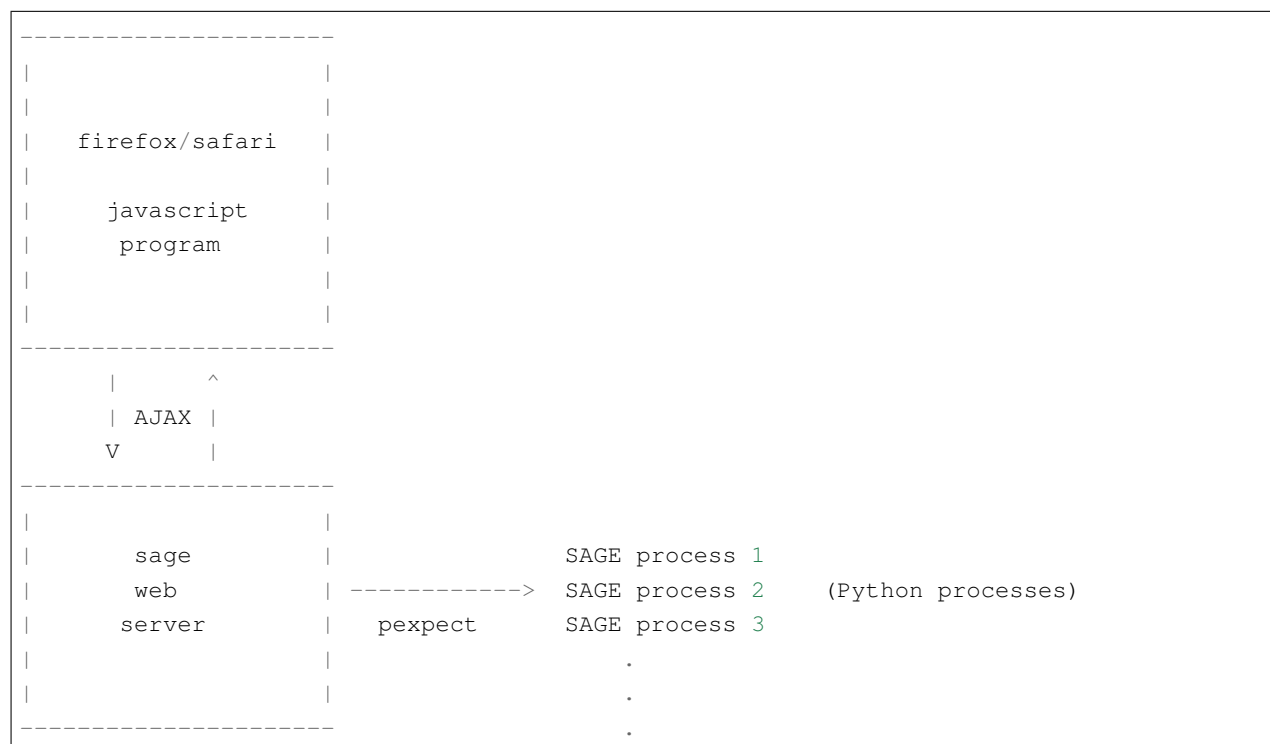 ----------------------
|                    |
|                    |
|   firefox/safari   |
|                    |
|     javascript     |
|      program       |
|                    |
|                    |
----------------------
      |      ^
      | AJAX |
      V      |
----------------------
|                    |
|       sage         |                SAGE process 1
|       web          | ------------>  SAGE process 2    (Python processes)
|      server        |   pexpect      SAGE process 3
|                    |                    .
|                    |                    .
----------------------                    .